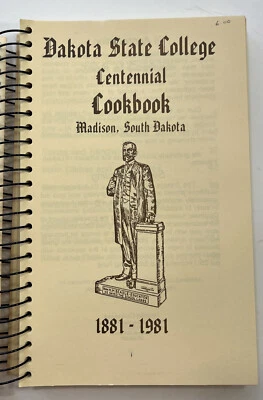 Dakota State College
Centennial
Cookbook
Madison, South Dakota
1881 - 1981